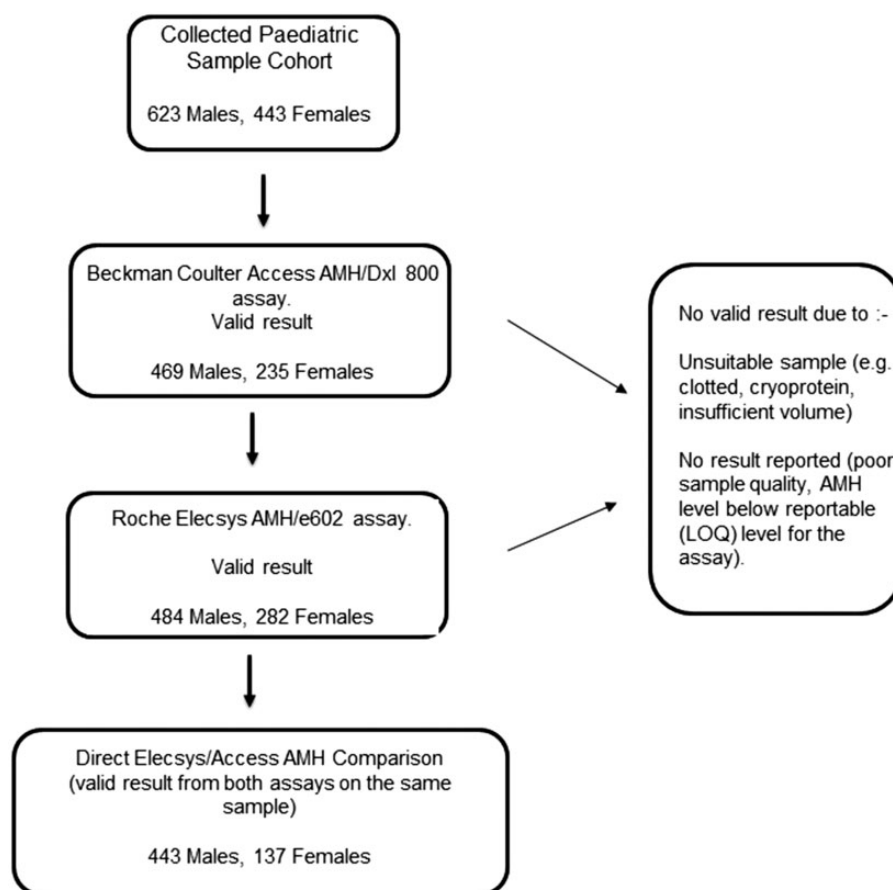 Collected Paediatric
Sample Cohort
623 Males, 443 Females
Beckman Coulter Access AMH/DxI 800
assay.
Valid result
469 Males, 235 Females
No valid result due to :-
Unsuitable sample (e.g.
clotted, cryoprotein,
insufficient volume)
No result reported (poor
sample quality, AMH
level below reportable
(LOQ) level for the
assay).
Roche Elecsys AMH/e602 assay.
Valid result
484 Males, 282 Females
Direct Elecsys/Access AMH Comparison
(valid result from both assays on the same
sample)
443 Males, 137 Females